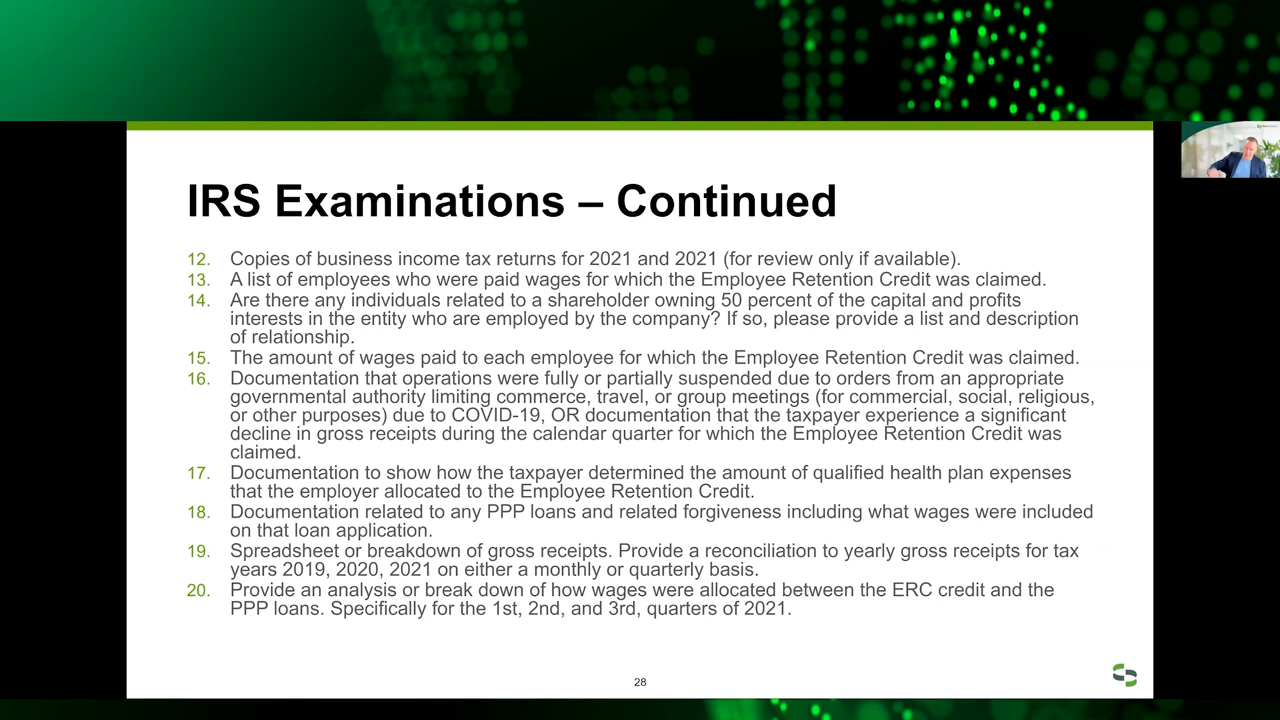 IRS Examinations – Continued
12. Copies of business income tax returns for 2021 and 2021 (for review only if available).
13. A list of employees who were paid wages for which the Employee Retention Credit was claimed.
14. Are there any individuals related to a shareholder owning 50 percent of the capital and profits
interests in the entity who are employed by the company? If so, please provide a list and description
of relationship.
15. The amount of wages paid to each employee for which the Employee Retention Credit was claimed.
16. Documentation that operations were fully or partially suspended due to orders from an appropriate
governmental authority limiting commerce, travel, or group meetings (for commercial, social, religious,
or other purposes) due to COVID-19, OR documentation that the taxpayer experience a significant
decline in gross receipts during the calendar quarter for which the Employee Retention Credit was
claimed.
17. Documentation to show how the taxpayer determined the amount of qualified health plan expenses
that the employer allocated to the Employee Retention Credit.
18. Documentation related to any PPP loans and related forgiveness including what wages were included
on that loan application.
19. Spreadsheet or breakdown of gross receipts. Provide a reconciliation to yearly gross receipts for tax
years 2019, 2020, 2021 on either a monthly or quarterly basis.
20. Provide an analysis or break down of how wages were allocated between the ERC credit and the
PPP loans. Specifically for the 1st, 2nd, and 3rd, quarters of 2021.
28